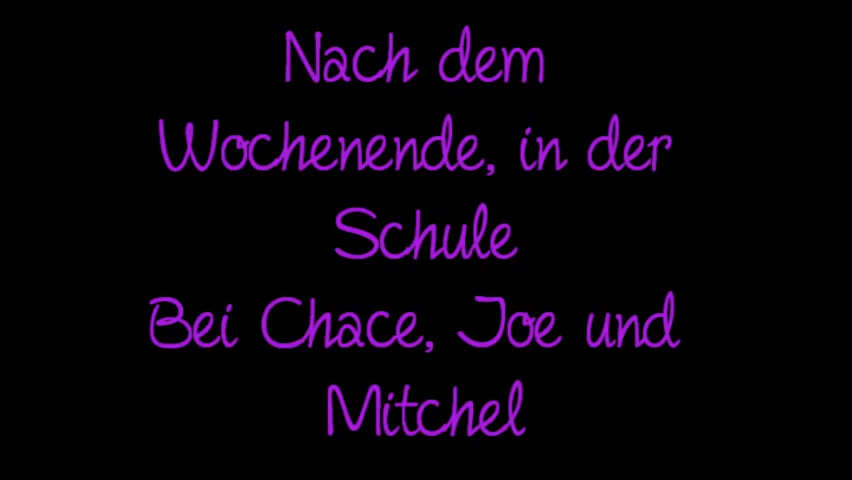 Nach dem
Wochenende, in der
Schule
Bei Chace, Joe und
Mitchel